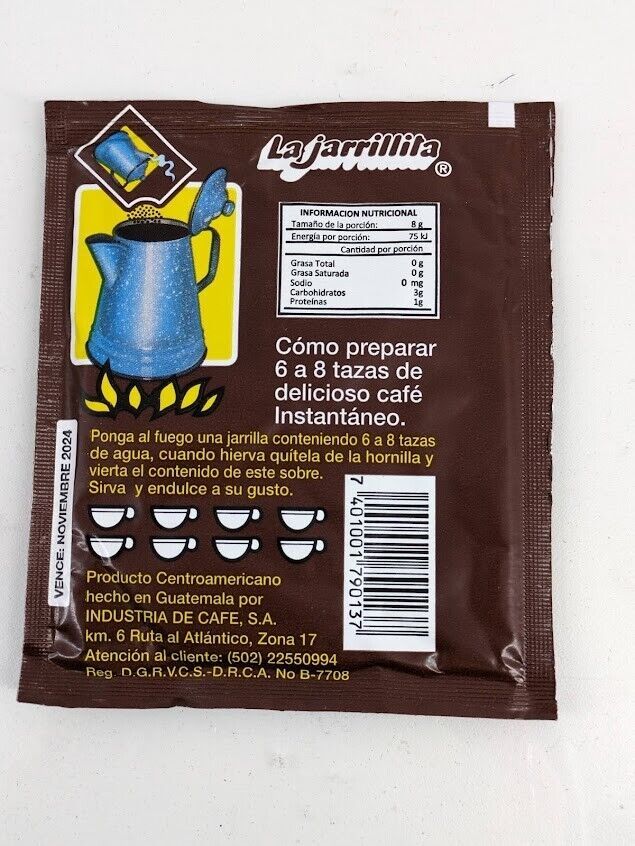 La jarrillita ®
INFORMACION NUTRICIONAL
Tamaño de la porción: 8 g
Energía por porción: 75 kJ
Cantidad por porción
Grasa Total 0 g
Grasa Saturada 0 g
Sodio 0 mg
Carbohidratos 3g
Proteínas 1g
Cómo preparar
6 a 8 tazas de
delicioso café
Instantáneo.
Ponga al fuego una jarrilla conteniendo 6 a 8 tazas
de agua, cuando hierva quítela de la hornilla y
vierta el contenido de este sobre.
Sirva y endulce a su gusto.
VENCE: NOVIEMBRE 2024
7 401001 790137
Producto Centroamericano
hecho en Guatemala por
INDUSTRIA DE CAFE, S.A.
km. 6 Ruta al Atlántico, Zona 17
Atención al cliente: (502) 22550994
Reg. D.G.R.V.C.S.-D.R.C.A. No B-7708